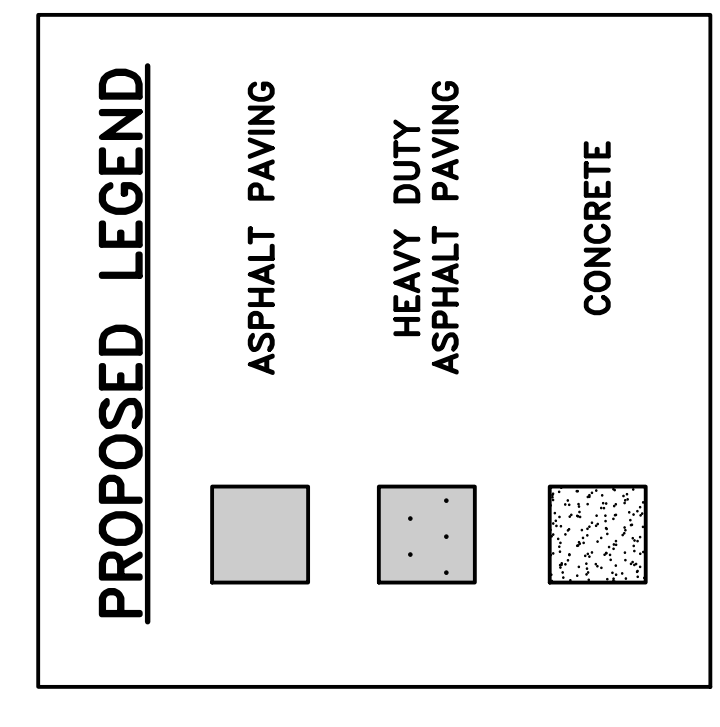 PROPOSED LEGEND
ASPHALT PAVING
HEAVY DUTY
ASPHALT PAVING
CONCRETE